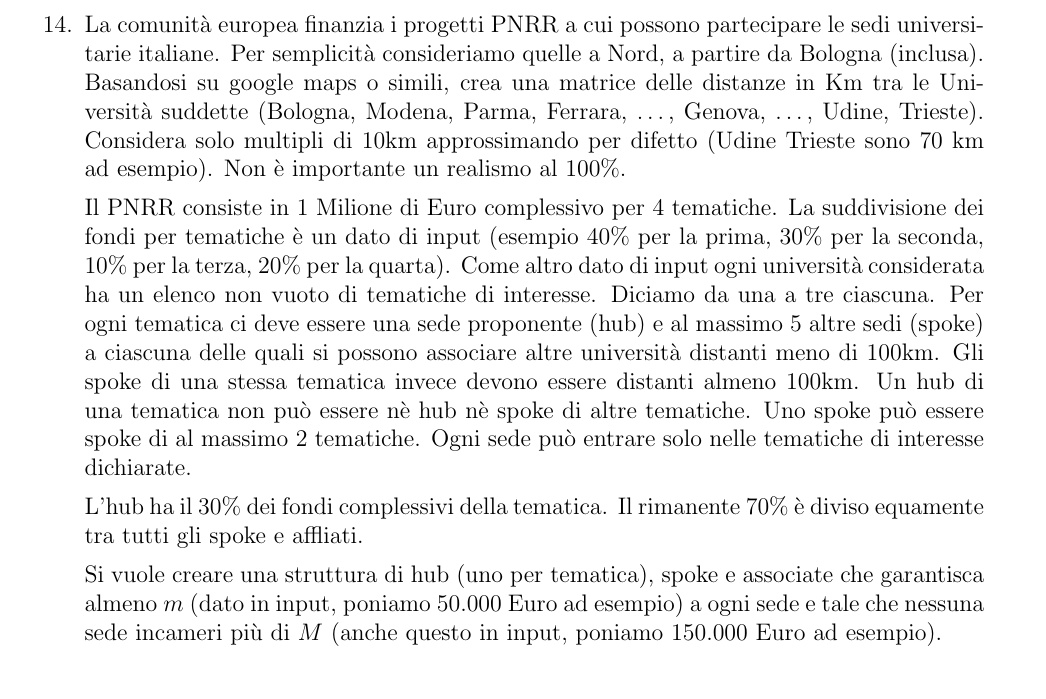 14. La comunità europea finanzia i progetti PNRR a cui possono partecipare le sedi universi-
tarie italiane. Per semplicità consideriamo quelle a Nord, a partire da Bologna (inclusa).
Basandosi su google maps o simili, crea una matrice delle distanze in Km tra le Uni-
versità suddette (Bologna, Modena, Parma, Ferrara, ..., Genova, ..., Udine, Trieste).
Considera solo multipli di 10km approssimando per difetto (Udine Trieste sono 70 km
ad esempio). Non è importante un realismo al 100%.
Il PNRR consiste in 1 Milione di Euro complessivo per 4 tematiche. La suddivisione dei
fondi per tematiche è un dato di input (esempio 40% per la prima, 30% per la seconda,
10% per la terza, 20% per la quarta). Come altro dato di input ogni università considerata
ha un elenco non vuoto di tematiche di interesse. Diciamo da una a tre ciascuna. Per
ogni tematica ci deve essere una sede proponente (hub) e al massimo 5 altre sedi (spoke)
a ciascuna delle quali si possono associare altre università distanti meno di 100km. Gli
spoke di una stessa tematica invece devono essere distanti almeno 100km. Un hub di
una tematica non può essere nè hub nè spoke di altre tematiche. Uno spoke può essere
spoke di al massimo 2 tematiche. Ogni sede può entrare solo nelle tematiche di interesse
dichiarate.
L'hub ha il 30% dei fondi complessivi della tematica. Il rimanente 70% è diviso equamente
tra tutti gli spoke e affliati.
Si vuole creare una struttura di hub (uno per tematica), spoke e associate che garantisca
almeno m (dato in input, poniamo 50.000 Euro ad esempio) a ogni sede e tale che nessuna
sede incameri più di M (anche questo in input, poniamo 150.000 Euro ad esempio).